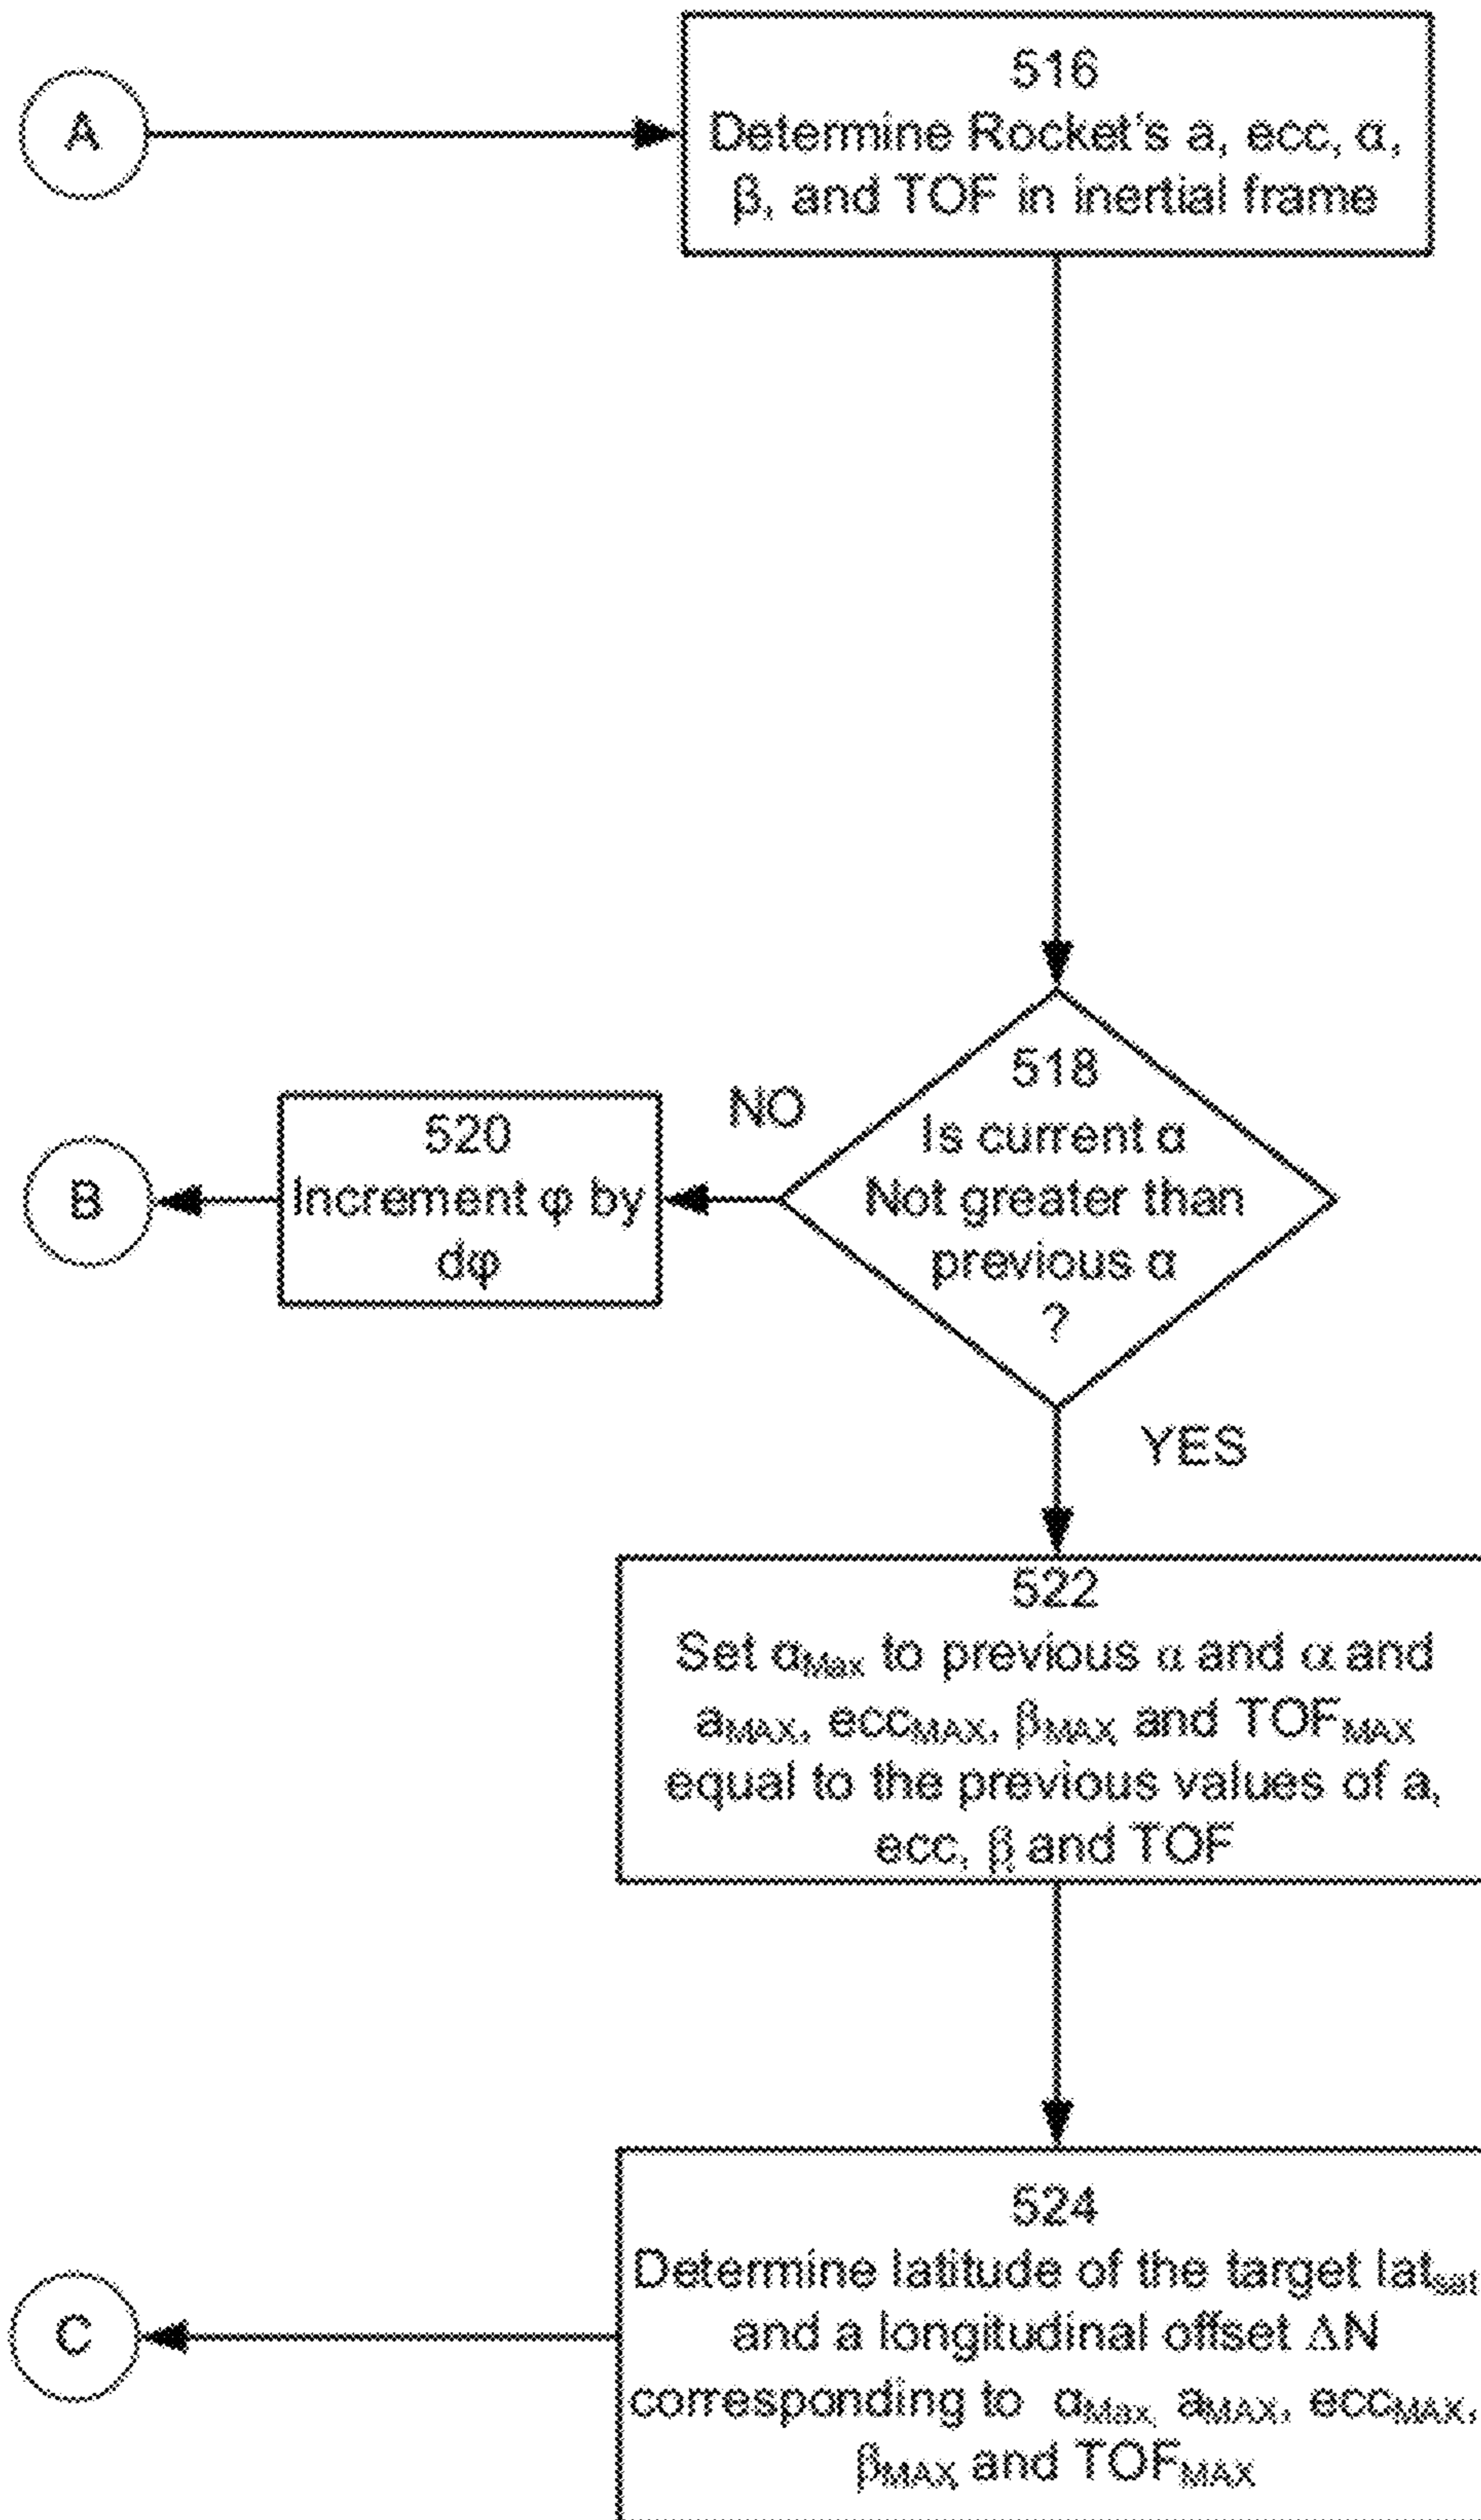 A
516
Determine Rocket's a, ecc, α,
β, and TOF in inertial frame
518
Is current α
Not greater than
previous α
?
NO
520
Increment φ by
dφ
B
YES
522
Set αMax to previous α and α and
aMAX, eccMAX, βMAX and TOFMAX
equal to the previous values of a,
ecc, β and TOF
524
Determine latitude of the target latsat
and a longitudinal offset ΔN
corresponding to αMax, aMAX, eccMAX,
βMAX and TOFMAX
C